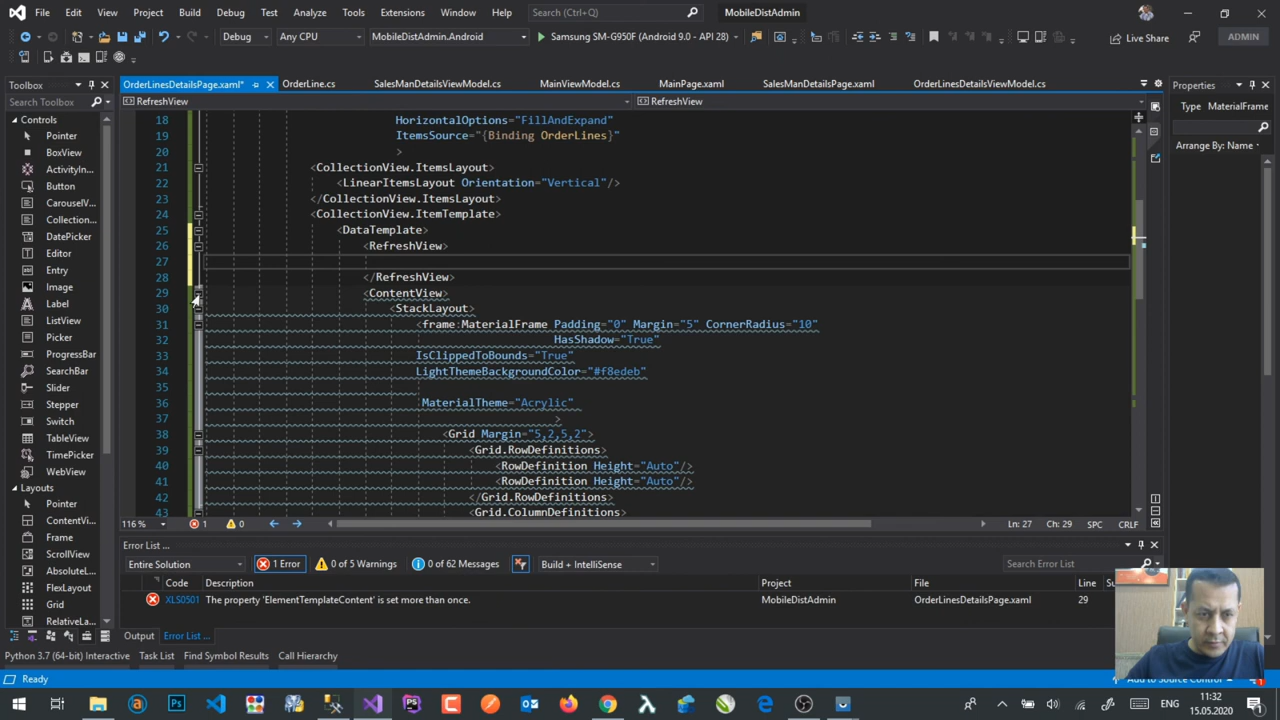 File Edit View Project Build Debug Test Analyze Tools Extensions Window Help Search (Ctrl+Q) MobileDistAdmin
Debug Any CPU MobileDistAdmin.Android Samsung SM-G950F (Android 9.0 - API 28) Live Share ADMIN
Toolbox
Search Toolbox
Controls
Pointer
BoxView
ActivityIn...
Button
CarouselV...
Collection...
DatePicker
Editor
Entry
Image
Label
ListView
Picker
ProgressBar
SearchBar
Slider
Stepper
Switch
TableView
TimePicker
WebView
Layouts
Pointer
ContentVi...
Frame
ScrollView
AbsoluteL...
FlexLayout
Grid
RelativeLa...
OrderLinesDetailsPage.xaml* OrderLine.cs SalesManDetailsViewModel.cs MainViewModel.cs MainPage.xaml SalesManDetailsPage.xaml OrderLinesDetailsViewModel.cs
RefreshView RefreshView
18 HorizontalOptions="FillAndExpand"
19 ItemsSource="{Binding OrderLines}"
20 >
21 <CollectionView.ItemsLayout>
22 <LinearItemsLayout Orientation="Vertical"/>
23 </CollectionView.ItemsLayout>
24 <CollectionView.ItemTemplate>
25 <DataTemplate>
26 <RefreshView>
27
28 </RefreshView>
29 <ContentView>
30 <StackLayout>
31 <frame:MaterialFrame Padding="0" Margin="5" CornerRadius="10"
32 HasShadow="True"
33 IsClippedToBounds="True"
34 LightThemeBackgroundColor="#f8edeb"
35
36 MaterialTheme="Acrylic"
37 >
38 <Grid Margin="5,2,5,2">
39 <Grid.RowDefinitions>
40 <RowDefinition Height="Auto"/>
41 <RowDefinition Height="Auto"/>
42 </Grid.RowDefinitions>
43 <Grid.ColumnDefinitions>
116 % 1 0 Ln: 27 Ch: 29 SPC CRLF
Properties
Type MaterialFrame
Arrange By: Name
Error List ...
Entire Solution 1 Error 0 of 5 Warnings 0 of 62 Messages Build + IntelliSense Search Error List
Code Description Project File Line Su
XLS0501 The property 'ElementTemplateContent' is set more than once. MobileDistAdmin OrderLinesDetailsPage.xaml 29
Output Error List ...
Python 3.7 (64-bit) Interactive Task List Find Symbol Results Call Hierarchy
Ready Add to Source Control
ENG 11:32
15.05.2020